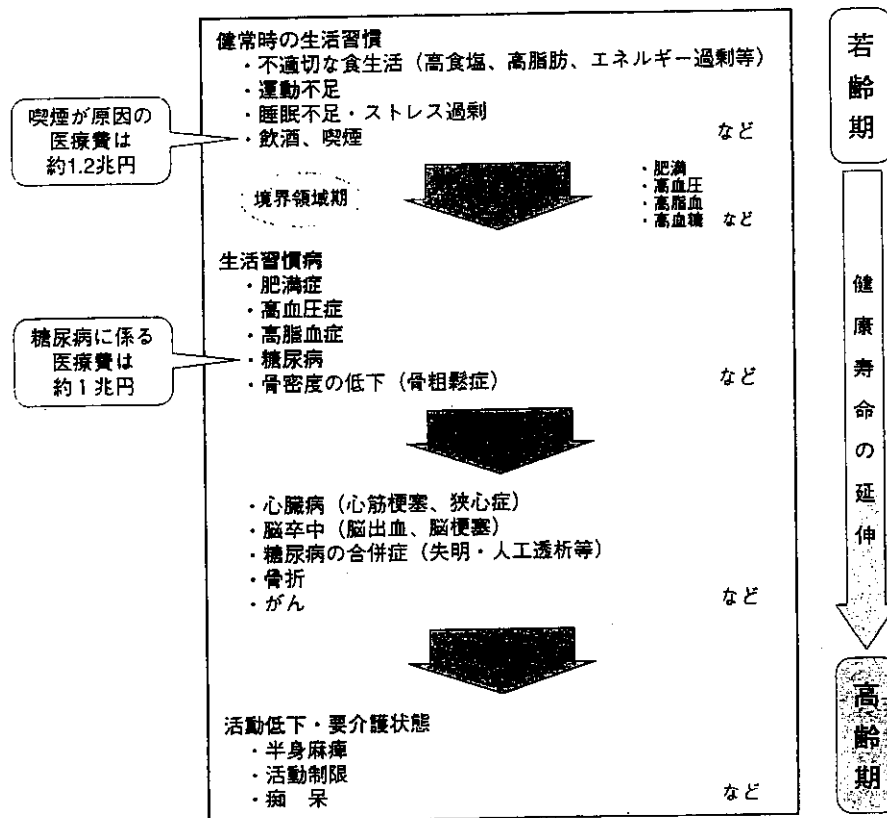 健常時の生活習慣
・不適切な食生活（高食塩、高脂肪、エネルギー過剰等）
・運動不足
・睡眠不足・ストレス過剰
・飲酒、喫煙
など
喫煙が原因の
医療費は
約1.2兆円
境界領域期
・肥満
・高血圧
・高脂血
・高血糖 など
生活習慣病
・肥満症
・高血圧症
・高脂血症
・糖尿病
・骨密度の低下（骨粗鬆症）
など
糖尿病に係る
医療費は
約１兆円
・心臓病（心筋梗塞、狭心症）
・脳卒中（脳出血、脳梗塞）
・糖尿病の合併症（失明・人工透析等）
・骨折
・がん
など
活動低下・要介護状態
・半身麻痺
・活動制限
・痴　呆
など
若齢期
健康寿命の延伸
高齢期